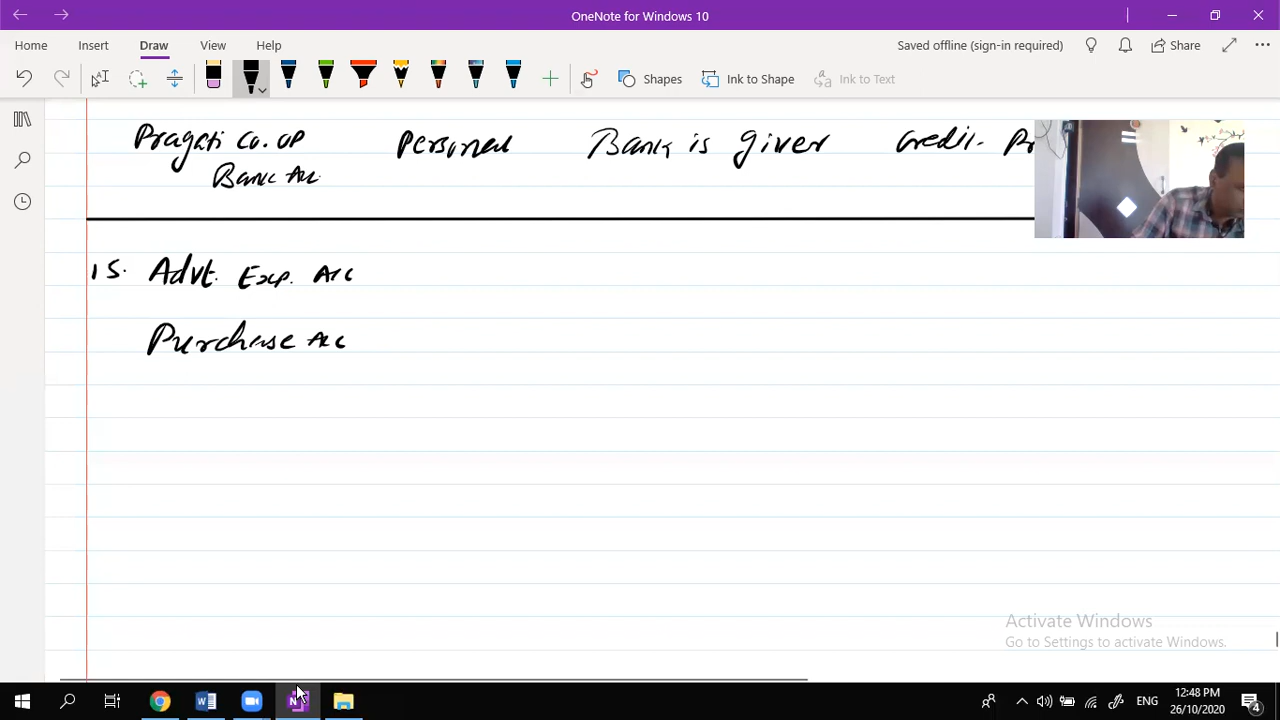 OneNote for Windows 10
Home Insert Draw View Help
Saved offline (sign-in required) Share
Shapes Ink to Shape Ink to Text
Pragati Co. OP Personal Bank is giver Credit.
Bank A/c
15. Advt. Exp. A/c
Purchase A/c
Activate Windows
Go to Settings to activate Windows.
ENG
12:48 PM
26/10/2020
4